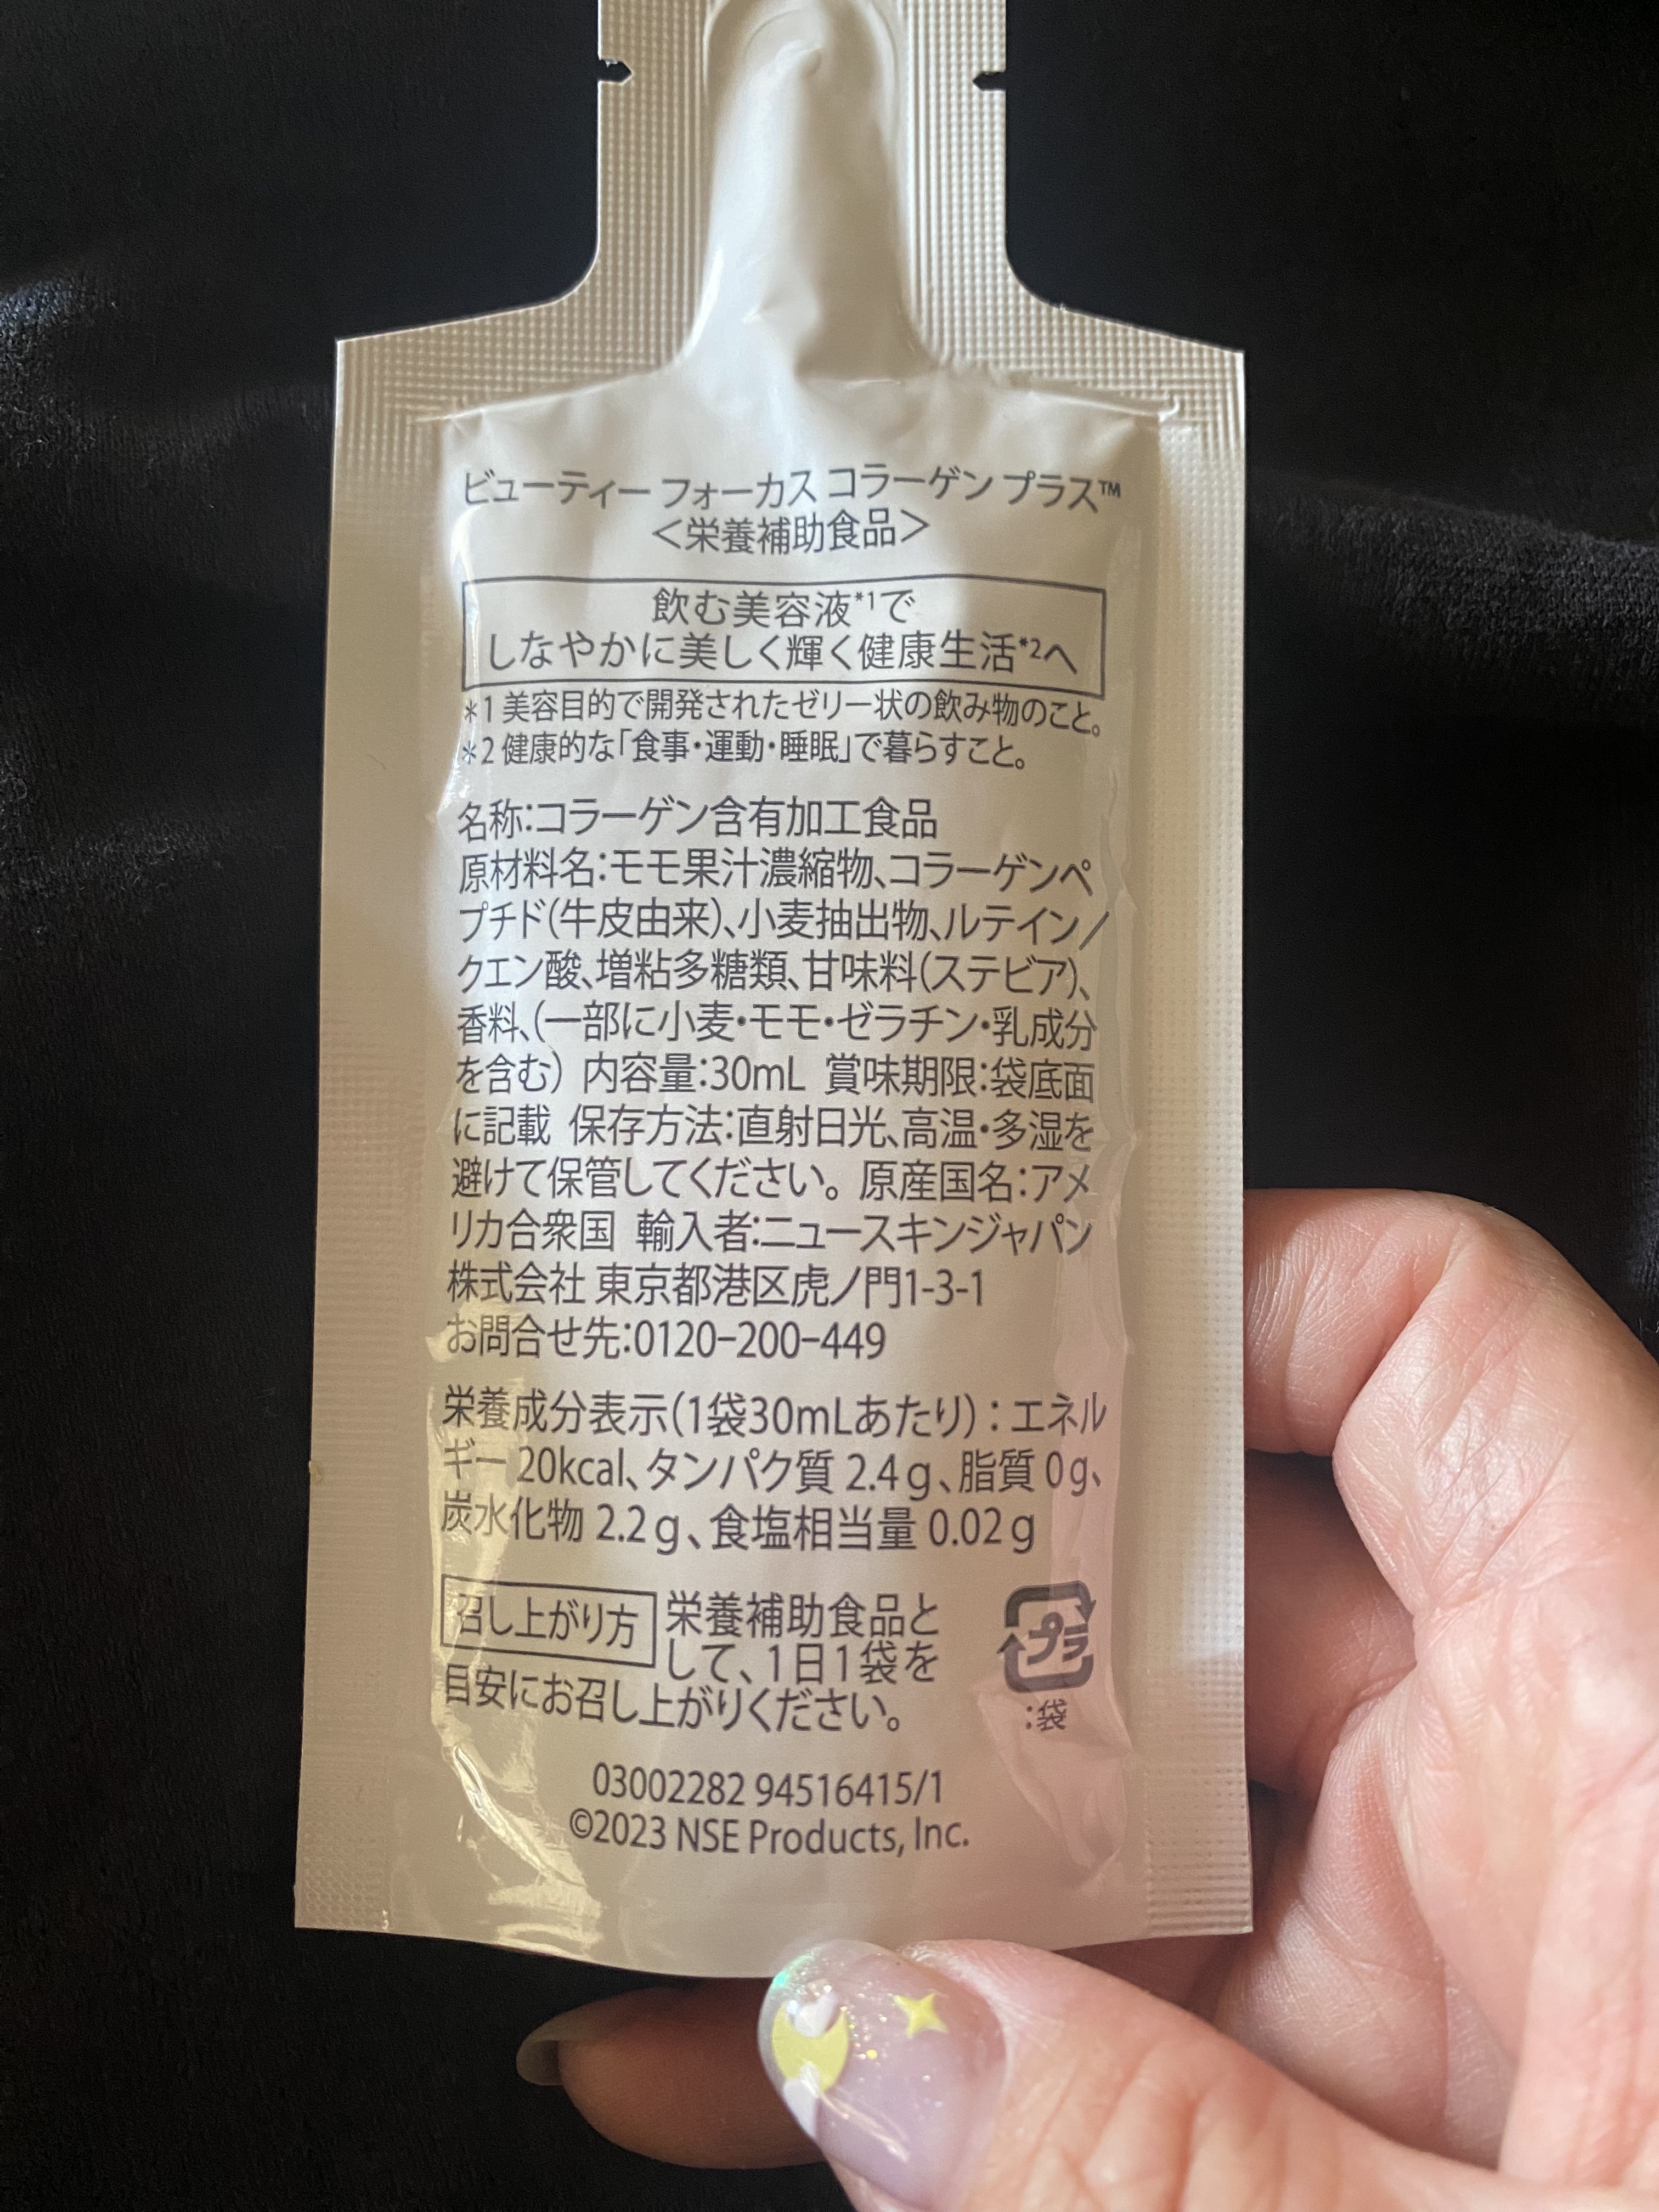 ビューティー フォーカス コラーゲン プラス™
＜栄養補助食品＞
飲む美容液*1で
しなやかに美しく輝く健康生活*2へ
*1 美容目的で開発されたゼリー状の飲み物のこと。
*2 健康的な「食事・運動・睡眠」で暮らすこと。
名称：コラーゲン含有加工食品
原材料名：モモ果汁濃縮物、コラーゲンペ
プチド（牛皮由来）、小麦抽出物、ルテイン／
クエン酸、増粘多糖類、甘味料（ステビア）、
香料、（一部に小麦・モモ・ゼラチン・乳成分
を含む） 内容量：30mL 賞味期限：袋底面
に記載 保存方法：直射日光、高温・多湿を
避けて保管してください。 原産国名：アメ
リカ合衆国 輸入者：ニュースキンジャパン
株式会社 東京都港区虎ノ門1-3-1
お問合せ先：0120-200-449
栄養成分表示（1袋30mLあたり）：エネル
ギー 20kcal、タンパク質 2.4g、脂質 0g、
炭水化物 2.2g、食塩相当量 0.02g
召し上がり方 栄養補助食品と
して、1日1袋を
目安にお召し上がりください。
プラ
：袋
03002282 94516415/1
©2023 NSE Products, Inc.